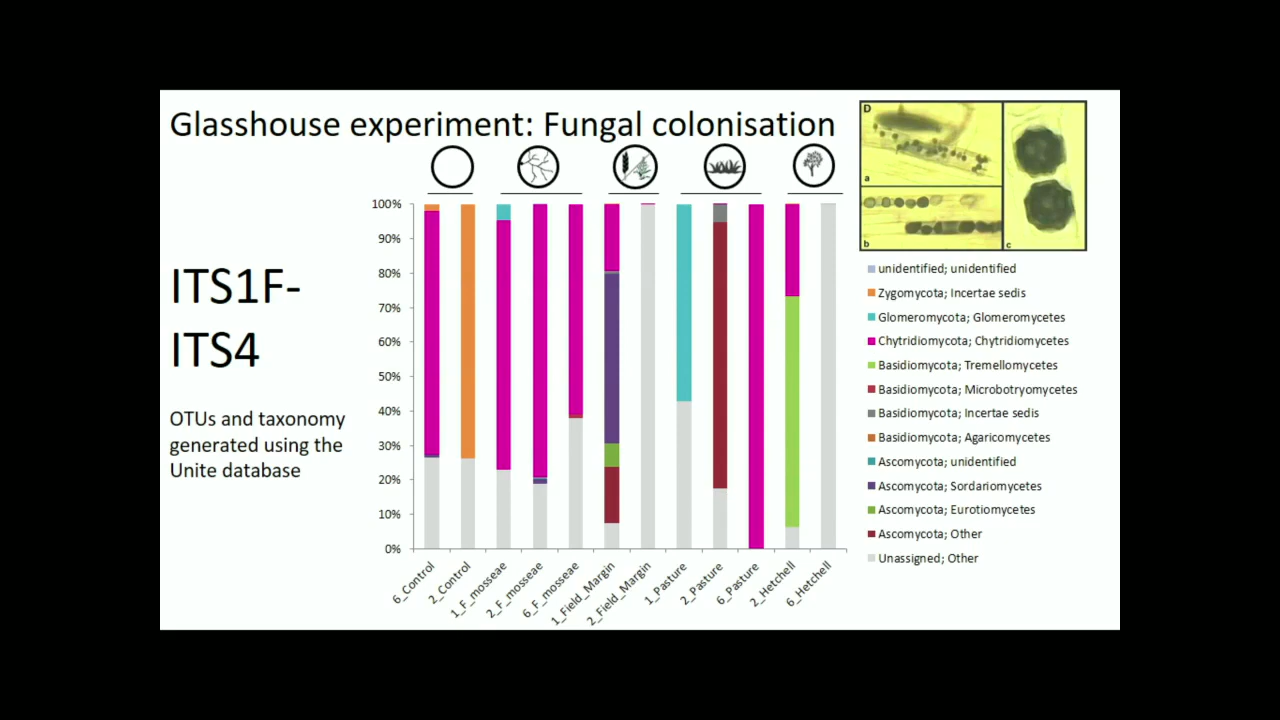 Glasshouse experiment: Fungal colonisation
ITS1F-
ITS4
OTUs and taxonomy
generated using the
Unite database
100%
90%
80%
70%
60%
50%
40%
30%
20%
10%
0%
6_Control
2_Control
1_F_mosseae
2_F_mosseae
6_F_mosseae
1_Field_Margin
2_Field_Margin
1_Pasture
2_Pasture
6_Pasture
2_Hetchell
6_Hetchell
D
a
b
c
unidentified; unidentified
Zygomycota; Incertae sedis
Glomeromycota; Glomeromycetes
Chytridiomycota; Chytridiomycetes
Basidiomycota; Tremellomycetes
Basidiomycota; Microbotryomycetes
Basidiomycota; Incertae sedis
Basidiomycota; Agaricomycetes
Ascomycota; unidentified
Ascomycota; Sordariomycetes
Ascomycota; Eurotiomycetes
Ascomycota; Other
Unassigned; Other